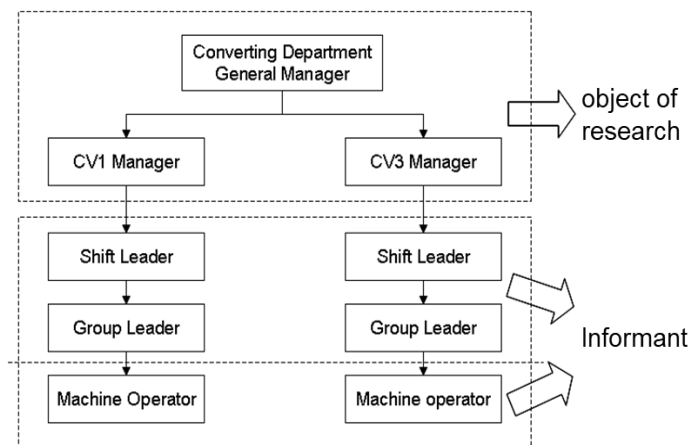 Converting Department
General Manager
object of
research
CV1 Manager
CV3 Manager
Shift Leader
Shift Leader
Group Leader
Group Leader
Informant
Machine Operator
Machine operator